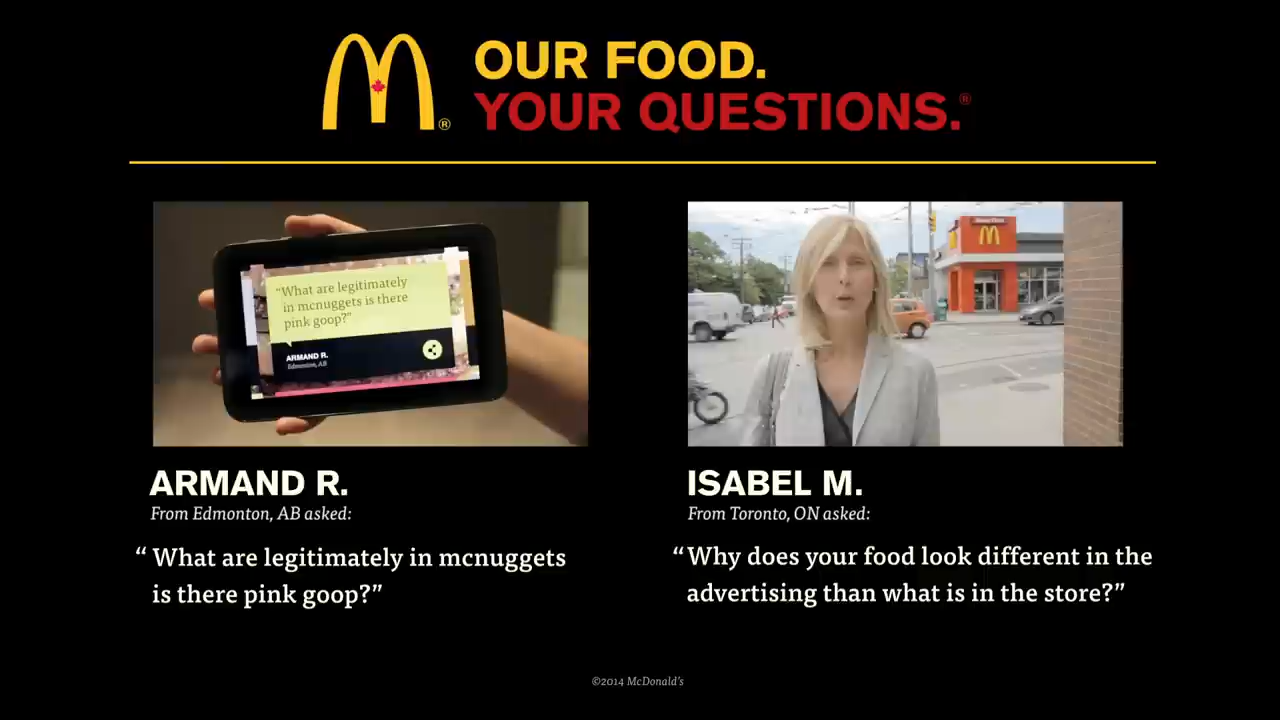 OUR FOOD.
YOUR QUESTIONS.®
®
“What are legitimately
in mcnuggets is there
pink goop?”
ARMAND R.
Edmonton, AB
ARMAND R.
From Edmonton, AB asked:
“ What are legitimately in mcnuggets
is there pink goop?”
ISABEL M.
From Toronto, ON asked:
“Why does your food look different in the
advertising than what is in the store?”
©2014 McDonald's